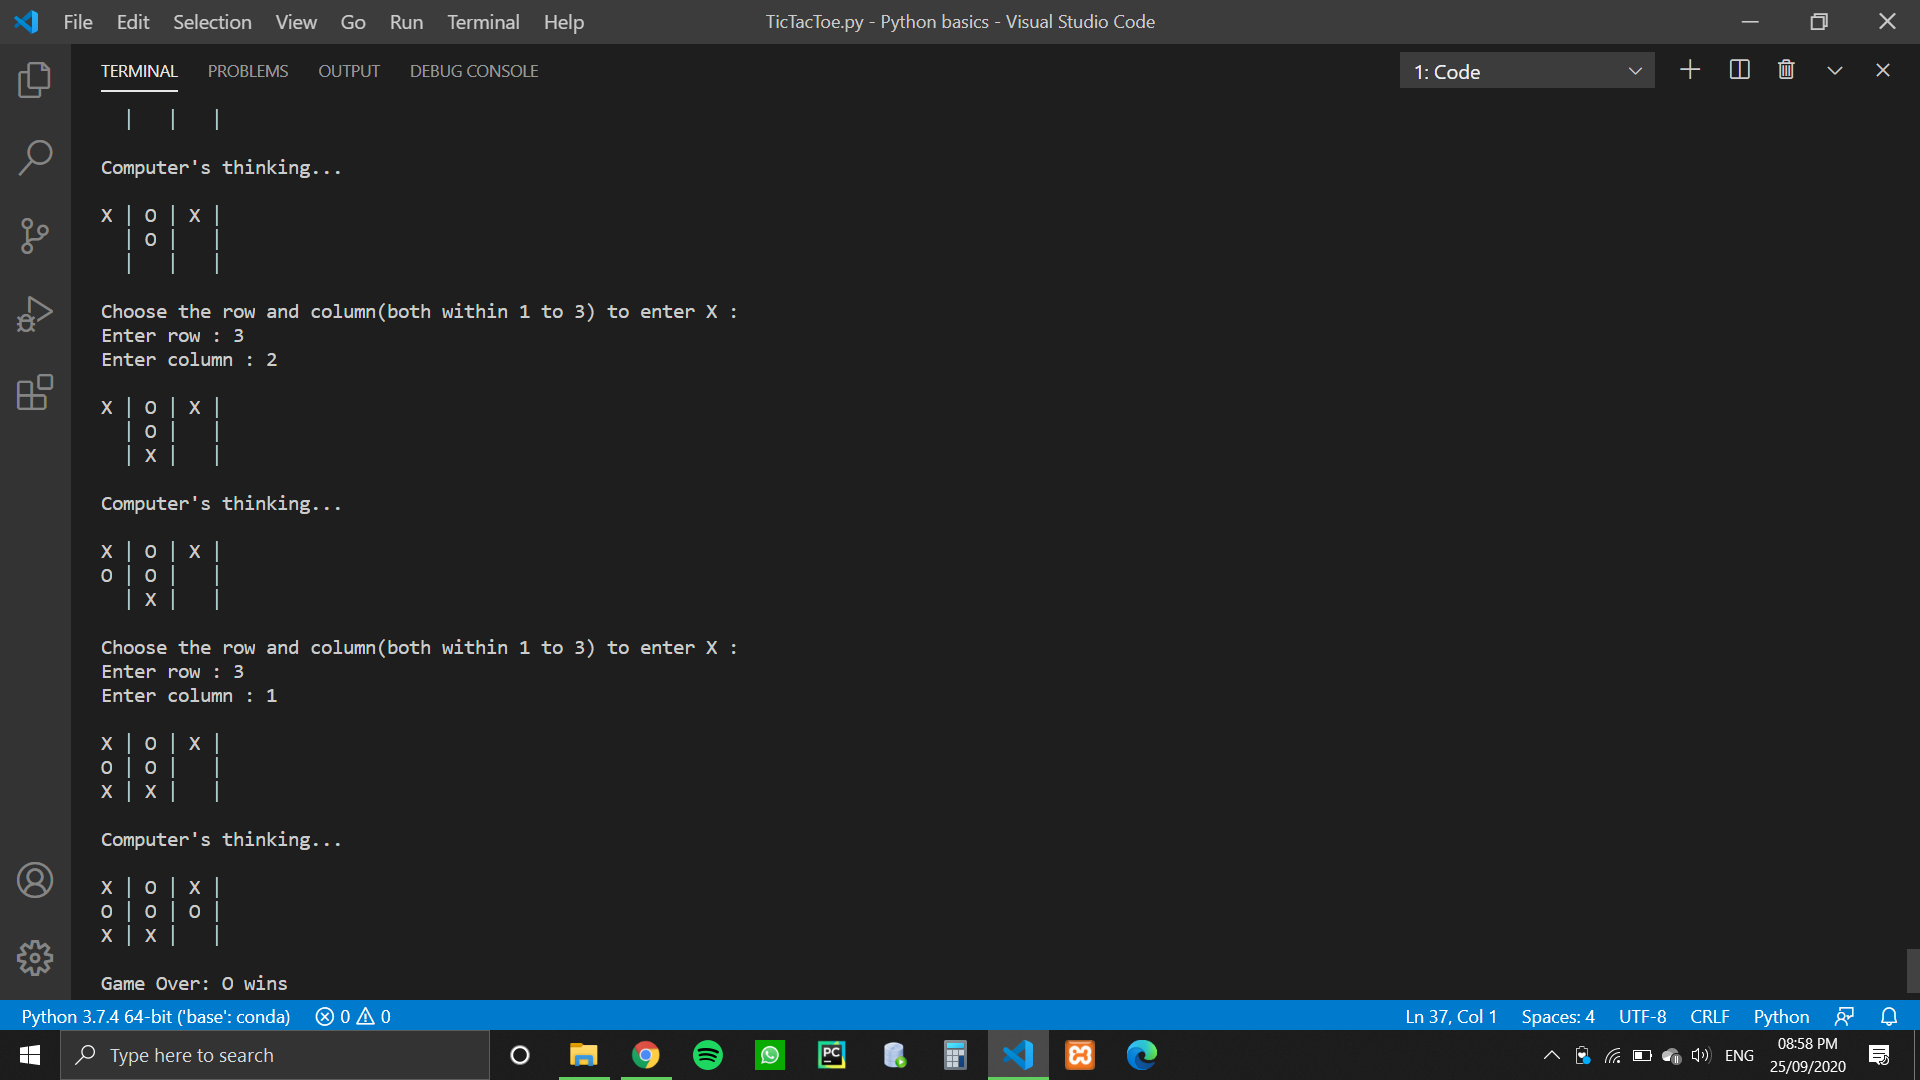 File Edit Selection View Go Run Terminal Help TicTacToe.py - Python basics - Visual Studio Code
TERMINAL PROBLEMS OUTPUT DEBUG CONSOLE 1: Code
| | |
Computer's thinking...
X | O | X |
| O | |
| | |
Choose the row and column(both within 1 to 3) to enter X :
Enter row : 3
Enter column : 2
X | O | X |
| O | |
| X | |
Computer's thinking...
X | O | X |
O | O | |
| X | |
Choose the row and column(both within 1 to 3) to enter X :
Enter row : 3
Enter column : 1
X | O | X |
O | O | |
X | X | |
Computer's thinking...
X | O | X |
O | O | O |
X | X | |
Game Over: O wins
Python 3.7.4 64-bit ('base': conda) 0 0 Ln 37, Col 1 Spaces: 4 UTF-8 CRLF Python
Type here to search PC ENG 08:58 PM
25/09/2020